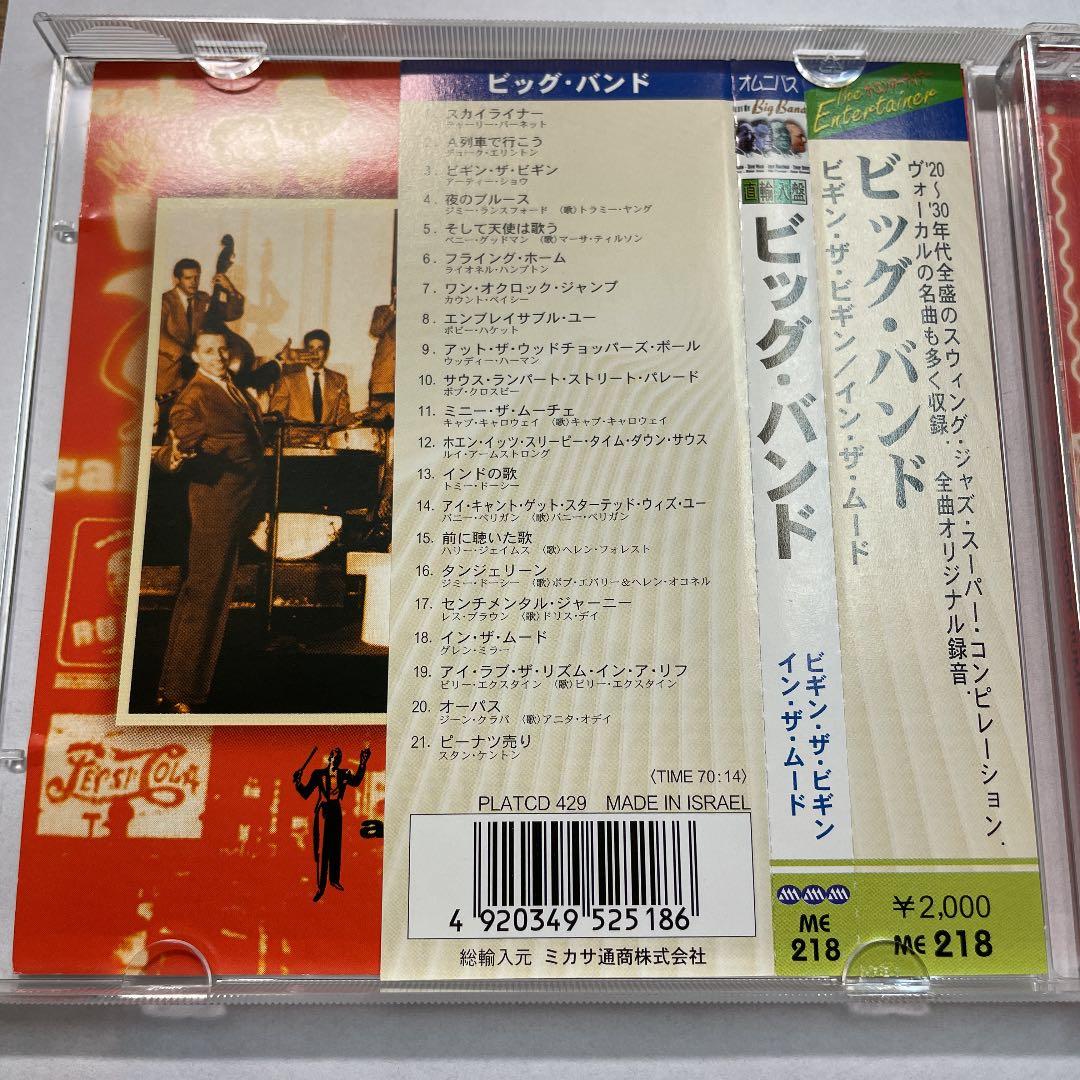 ビッグ・バンド
1. スカイライナー
チャーリー・バーネット
2. A列車で行こう
デューク・エリントン
3. ビギン・ザ・ビギン
アーティー・ショウ
4. 夜のブルース
ジミー・ランスフォード 〈歌〉トラミー・ヤング
5. そして天使は歌う
ベニー・グッドマン 〈歌〉マーサ・ティルソン
6. フライング・ホーム
ライオネル・ハンプトン
7. ワン・オクロック・ジャンプ
カウント・ベイシー
8. エンブレイサブル・ユー
ボビー・ハケット
9. アット・ザ・ウッドチョッパーズ・ボール
ウッディー・ハーマン
10. サウス・ランパート・ストリート・パレード
ボブ・クロスビー
11. ミニー・ザ・ムーチェ
キャブ・キャロウェイ 〈歌〉キャブ・キャロウェイ
12. ホエン・イッツ・スリーピー・タイム・ダウン・サウス
ルイ・アームストロング
13. インドの歌
トミー・ドーシー
14. アイ・キャント・ゲット・スターテッド・ウィズ・ユー
バニー・ベリガン 〈歌〉バニー・ベリガン
15. 前に聴いた歌
ハリー・ジェイムス 〈歌〉ヘレン・フォレスト
16. タンジェリーン
ジミー・ドーシー 〈歌〉ボブ・エバリー&ヘレン・オコネル
17. センチメンタル・ジャーニー
レス・ブラウン 〈歌〉ドリス・デイ
18. イン・ザ・ムード
グレン・ミラー
19. アイ・ラブ・ザ・リズム・イン・ア・リフ
ビリー・エクスタイン 〈歌〉ビリー・エクスタイン
20. オーパス
ジーン・クラパ 〈歌〉アニタ・オデイ
21. ピーナツ売り
スタン・ケントン
〈TIME 70:14〉
PLATCD 429 MADE IN ISRAEL
4 920349 525186
総輸入元 ミカサ通商株式会社
オムニバス
Big Band
直輸入盤
ビッグ・バンド
ビギン・ザ・ビギン
イン・ザ・ムード
ME
218
The
Entertainer
'20〜'30年代全盛のスウィング・ジャズ・スーパー・コンピレーション.
ヴォーカルの名曲も多く収録. 全曲オリジナル録音.
ビッグ・バンド
ビギン・ザ・ビギン/イン・ザ・ムード
¥2,000
ME 218
PEPSI COLA